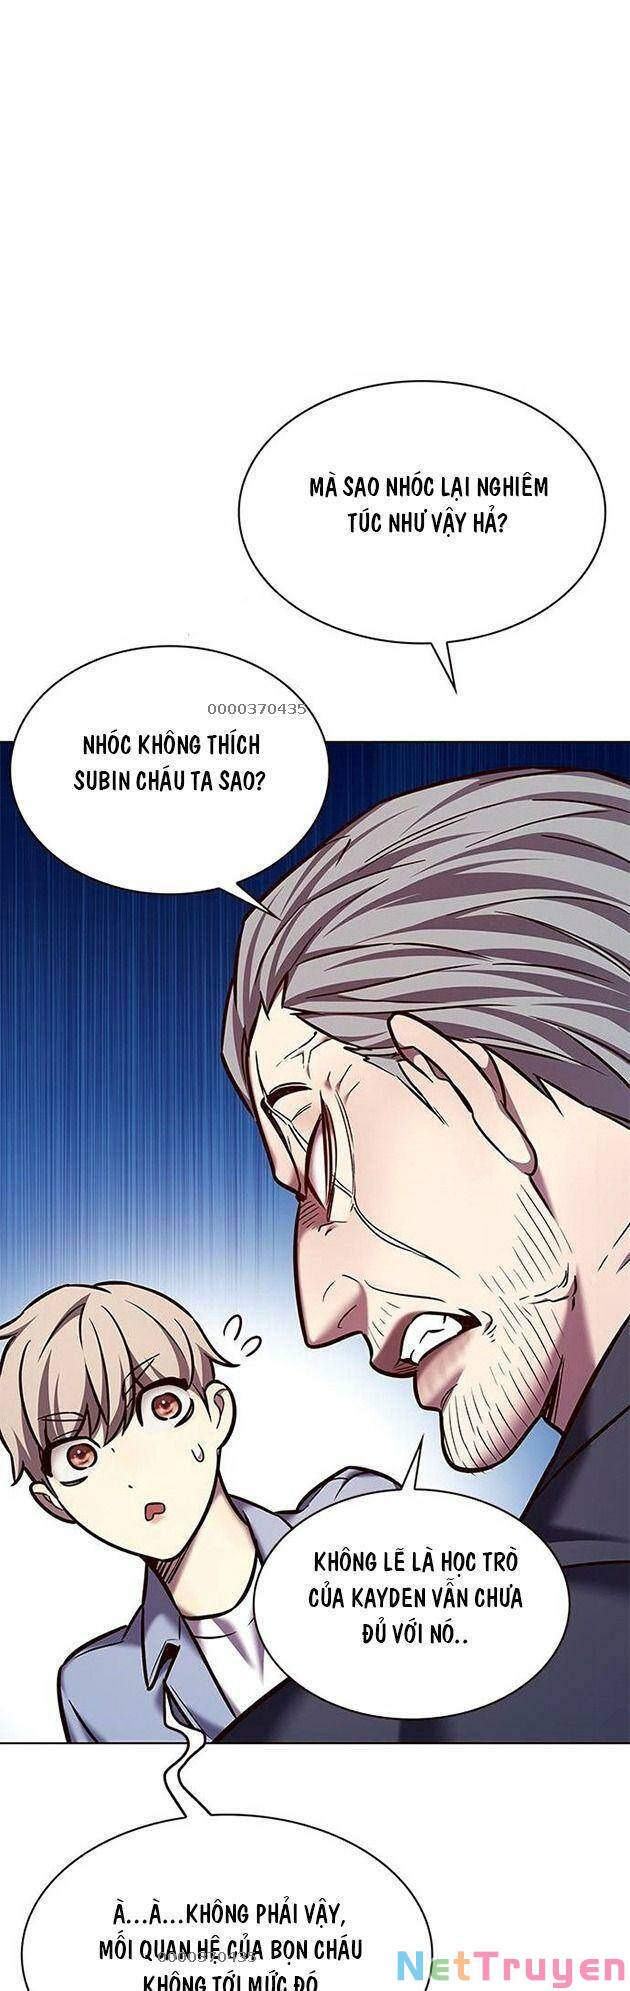 MÀ SAO NHÓC LẠI NGHIÊM
TÚC NHƯ VẬY HẢ?
0000370435
NHÓC KHÔNG THÍCH
SUBIN CHÁU TA SAO?
KHÔNG LẼ LÀ HỌC TRÒ
CỦA KAYDEN VẪN CHƯA
ĐỦ VỚI NÓ..
À...À...KHÔNG PHẢI VẬY,
MỐI QUAN HỆ CỦA BỌN CHÁU
0000370435
KHÔNG TỚI MỨC ĐÓ
NetTruyen